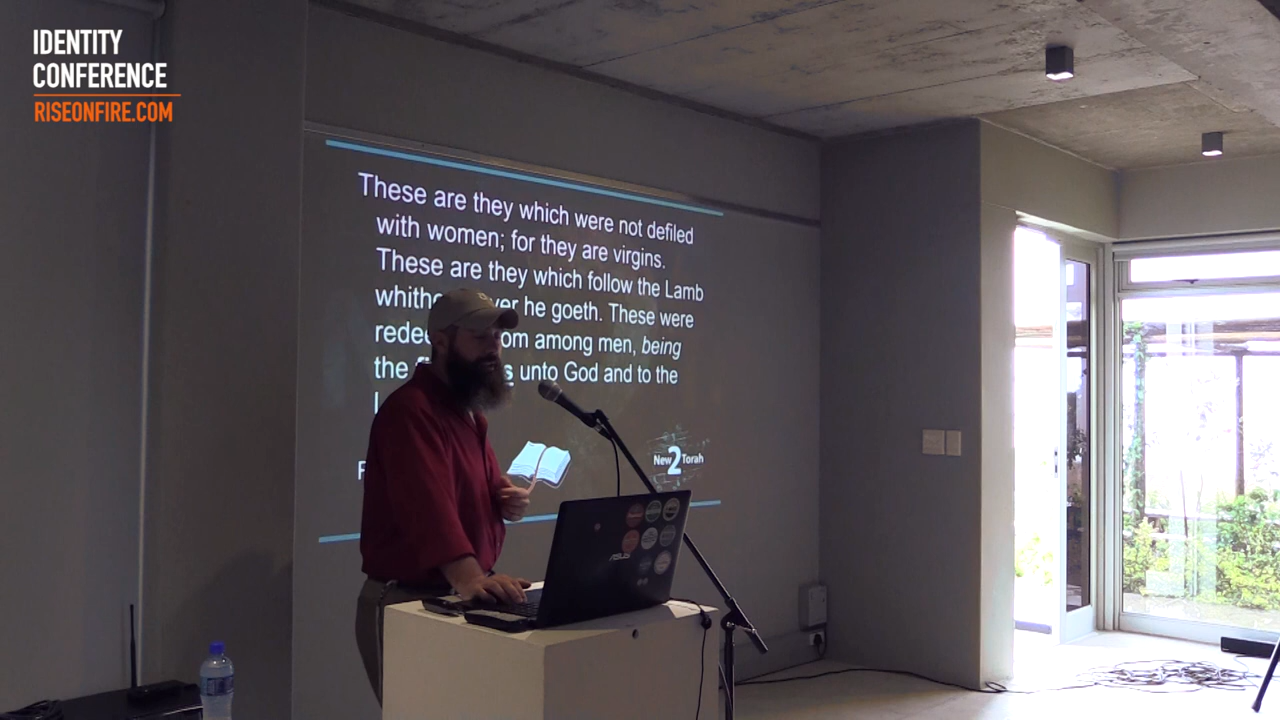 IDENTITY
CONFERENCE
RISEONFIRE.COM
These are they which were not defiled
with women; for they are virgins.
These are they which follow the Lamb
he goeth. These were
among men, being
the unto God and to the
New 2 Torah
ASUS